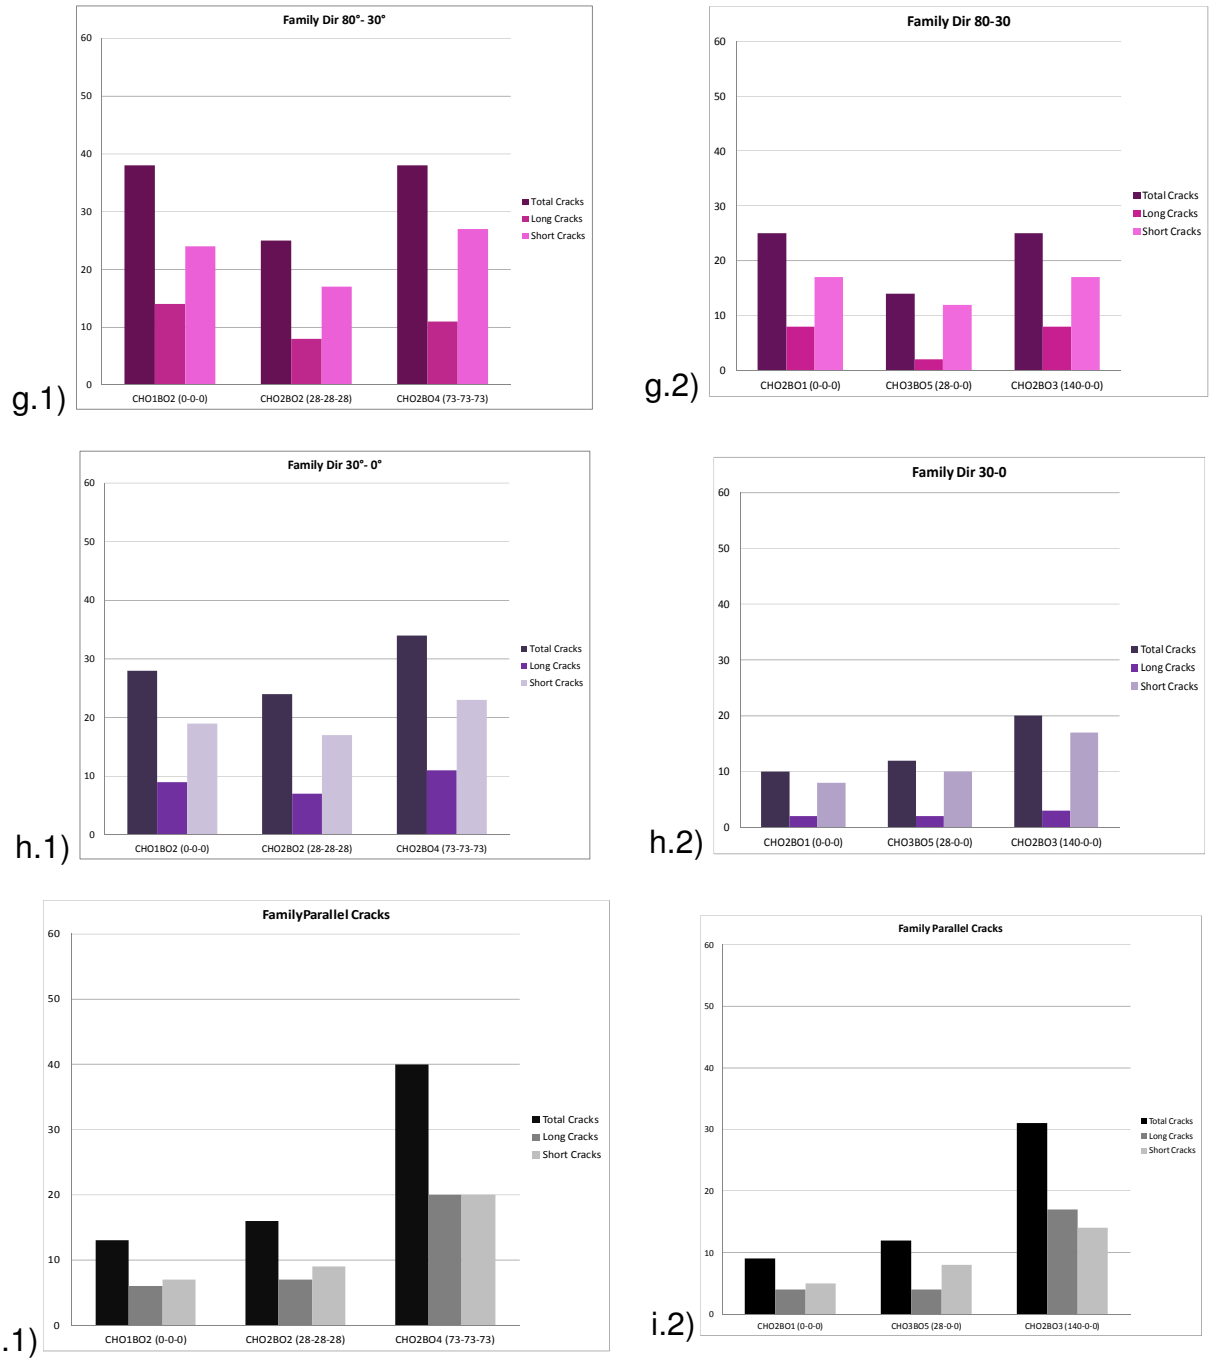 Family Dir 80°- 30°
60
50
40
30
20
10
0
CHO1BO2 (0-0-0) CHO2BO2 (28-28-28) CHO2BO4 (73-73-73)
Total Cracks
Long Cracks
Short Cracks
g.1)
Family Dir 80-30
60
50
40
30
20
10
0
CHO2BO1 (0-0-0) CHO3BO5 (28-0-0) CHO2BO3 (140-0-0)
Total Cracks
Long Cracks
Short Cracks
g.2)
Family Dir 30°- 0°
60
50
40
30
20
10
0
CHO1BO2 (0-0-0) CHO2BO2 (28-28-28) CHO2BO4 (73-73-73)
Total Cracks
Long Cracks
Short Cracks
h.1)
Family Dir 30-0
60
50
40
30
20
10
0
CHO2BO1 (0-0-0) CHO3BO5 (28-0-0) CHO2BO3 (140-0-0)
Total Cracks
Long Cracks
Short Cracks
h.2)
FamilyParallel Cracks
60
50
40
30
20
10
0
CHO1BO2 (0-0-0) CHO2BO2 (28-28-28) CHO2BO4 (73-73-73)
Total Cracks
Long Cracks
Short Cracks
.1)
Family Parallel Cracks
60
50
40
30
20
10
0
CHO2BO1 (0-0-0) CHO3BO5 (28-0-0) CHO2BO3 (140-0-0)
Total Cracks
Long Cracks
Short Cracks
i.2)